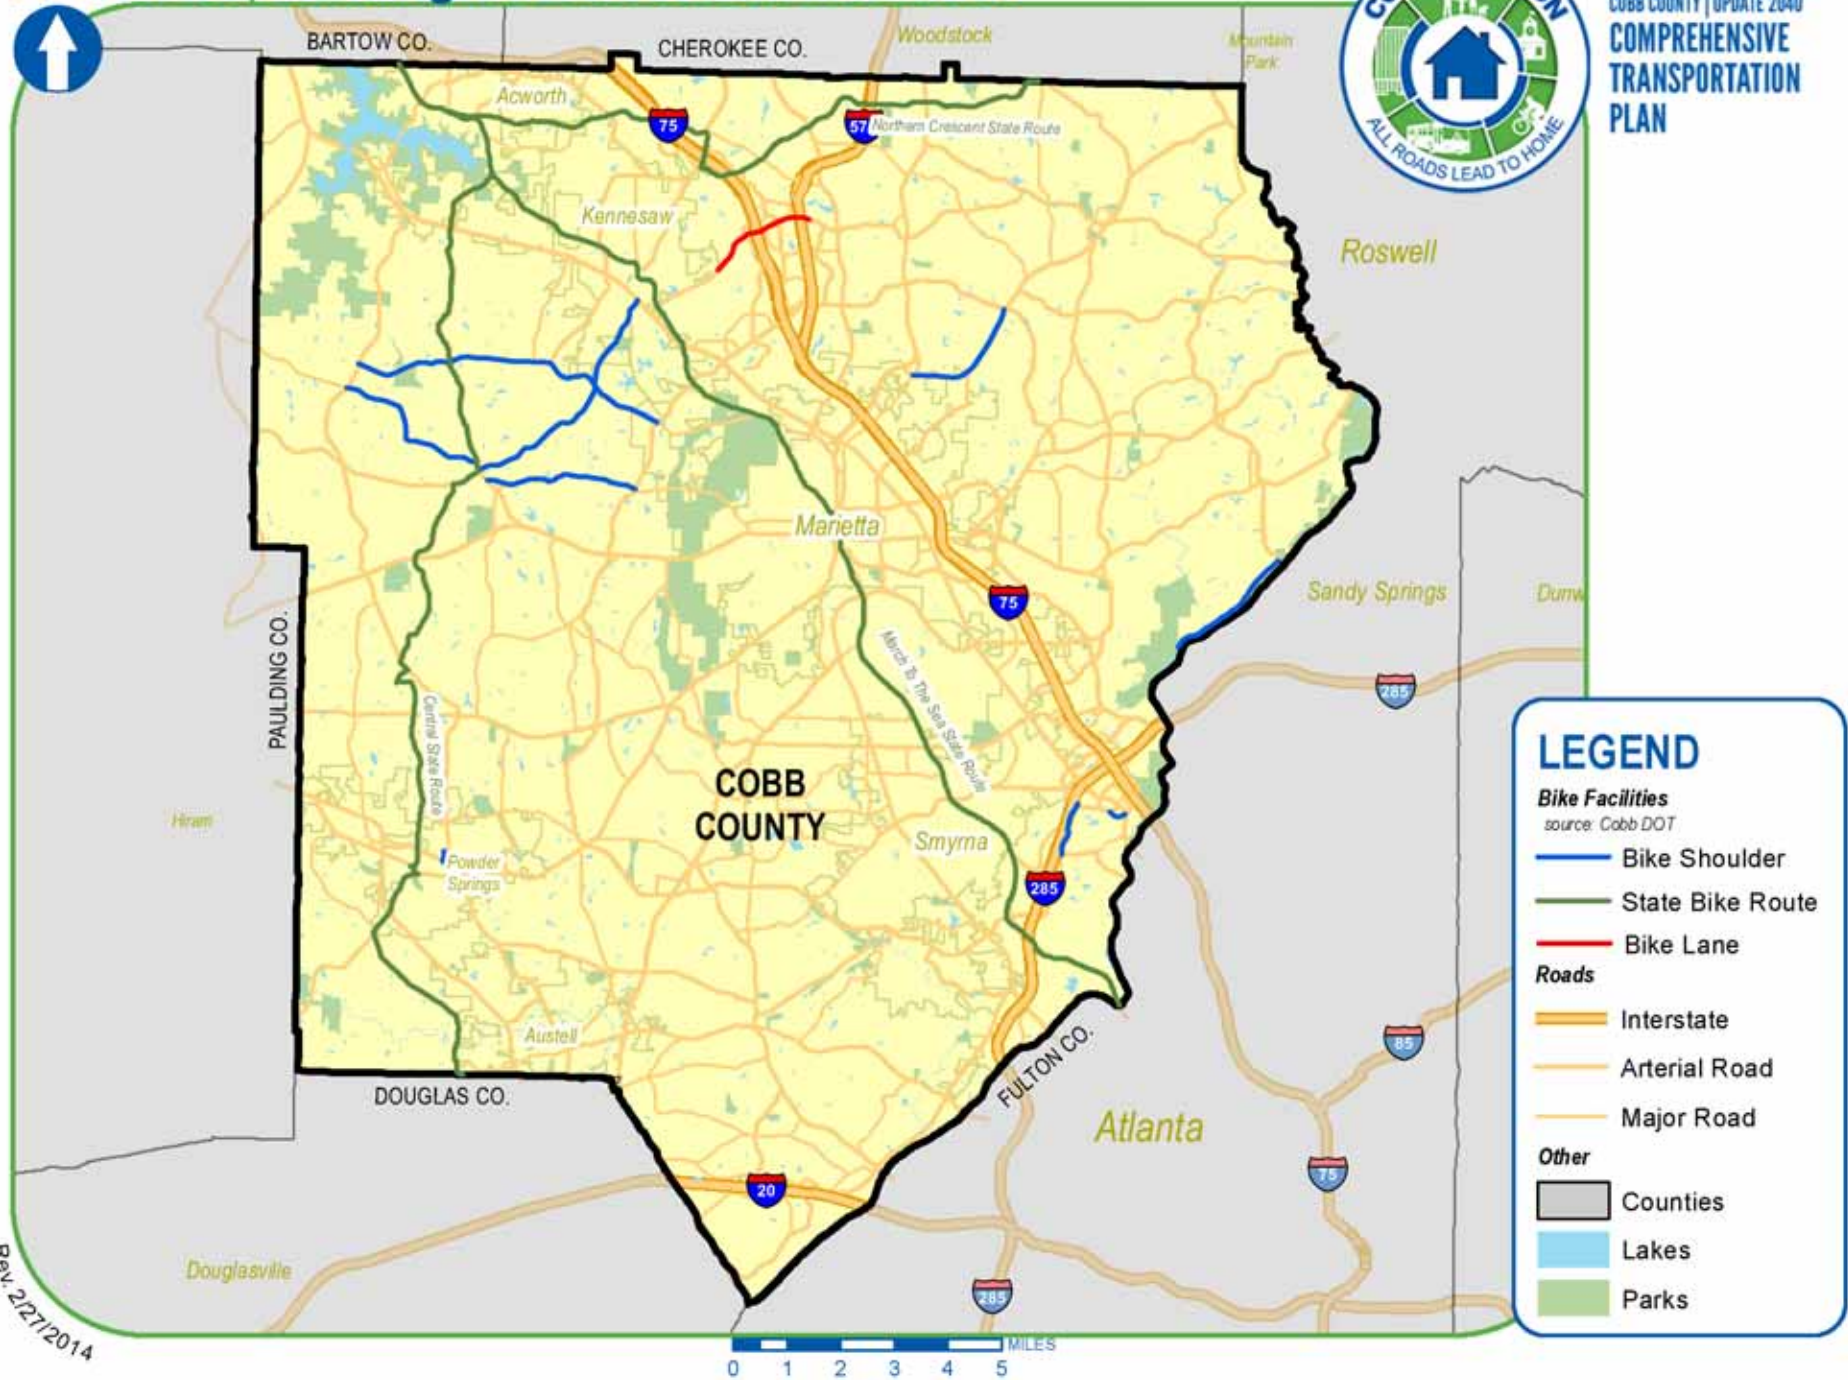 COBB COUNTY | UPDATE 2040
COMPREHENSIVE
TRANSPORTATION
PLAN
ALL ROADS LEAD TO HOME
BARTOW CO.
CHEROKEE CO.
Woodstock
Mountain
Park
Acworth
75
57
Northern Crescent State Route
Kennesaw
Roswell
Marietta
75
Sandy Springs
Dunw
285
PAULDING CO.
March To The Sea State Route
Central State Route
COBB
COUNTY
Hiram
Smyrna
Powder
Springs
285
Austell
85
DOUGLAS CO.
FULTON CO.
Atlanta
75
20
Douglasville
285
LEGEND
Bike Facilities
source: Cobb DOT
Bike Shoulder
State Bike Route
Bike Lane
Roads
Interstate
Arterial Road
Major Road
Other
Counties
Lakes
Parks
Rev. 2/27/2014
MILES
0 1 2 3 4 5